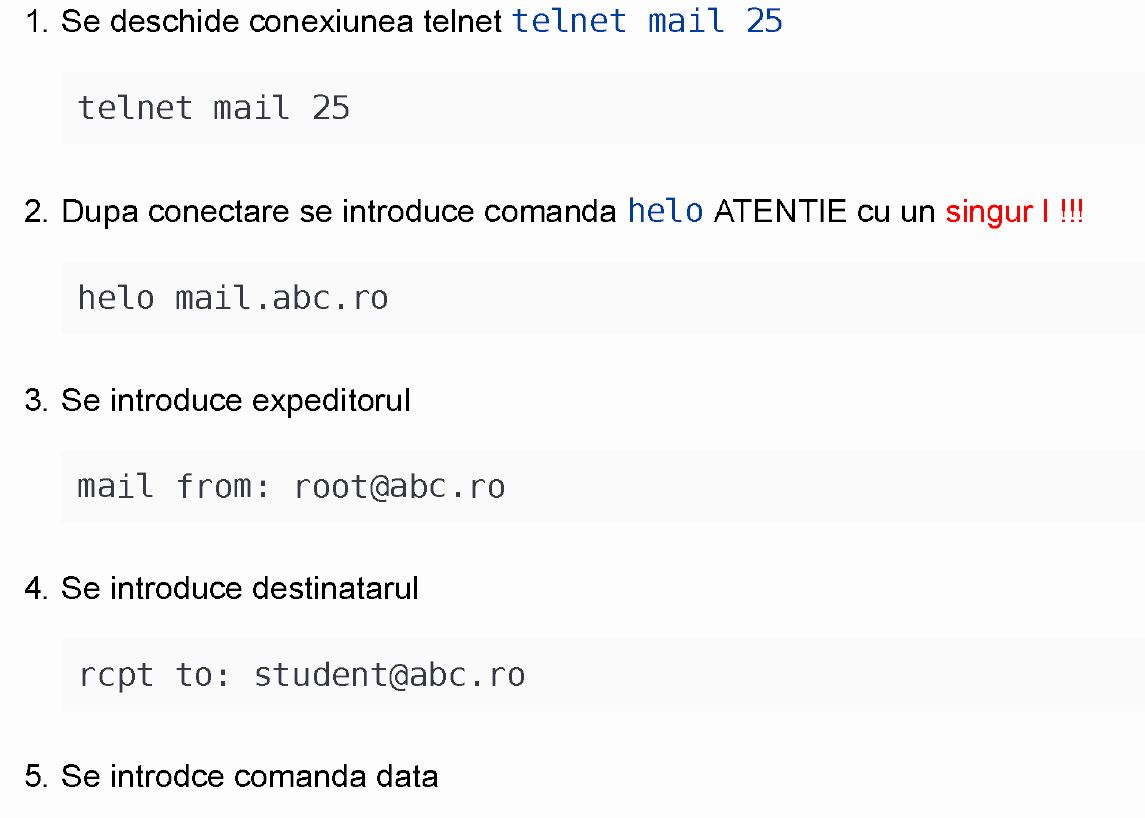 1. Se deschide conexiunea telnet telnet mail 25
telnet mail 25
2. Dupa conectare se introduce comanda helo ATENTIE cu un singur l !!!
helo mail.abc.ro
3. Se introduce expeditorul
mail from: root@abc.ro
4. Se introduce destinatarul
rcpt to: student@abc.ro
5. Se introdce comanda data